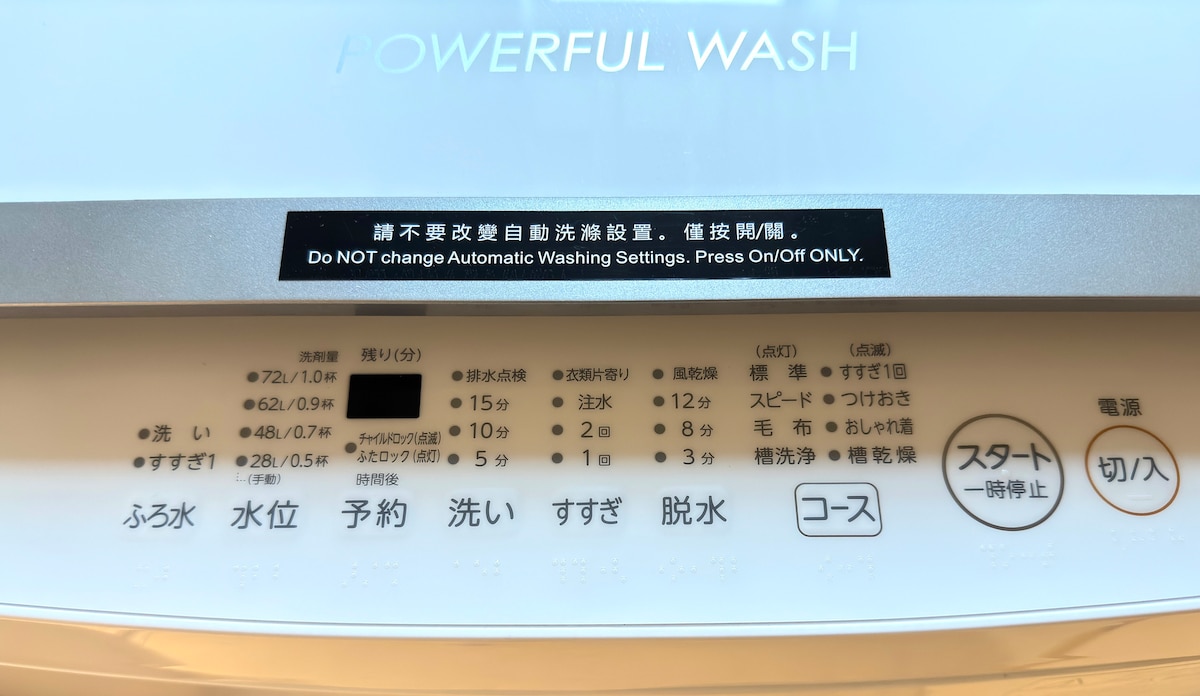 POWERFUL WASH
請不要改變自動洗滌設置。僅按開/關。
Do NOT change Automatic Washing Settings. Press On/Off ONLY.
洗い
すすぎ1
ふろ水
洗剤量
72L/1.0杯
62L/0.9杯
48L/0.7杯
28L/0.5杯
(手動)
水位
残り(分)
チャイルドロック(点滅)
ふたロック(点灯)
時間後
予約
排水点検
15分
10分
5分
洗い
衣類片寄り
注水
2回
1回
すすぎ
風乾燥
12分
8分
3分
脱水
(点灯) (点滅)
標準 すすぎ1回
スピード つけおき
毛布 おしゃれ着
槽洗浄 槽乾燥
コース
スタート
一時停止
電源
切/入